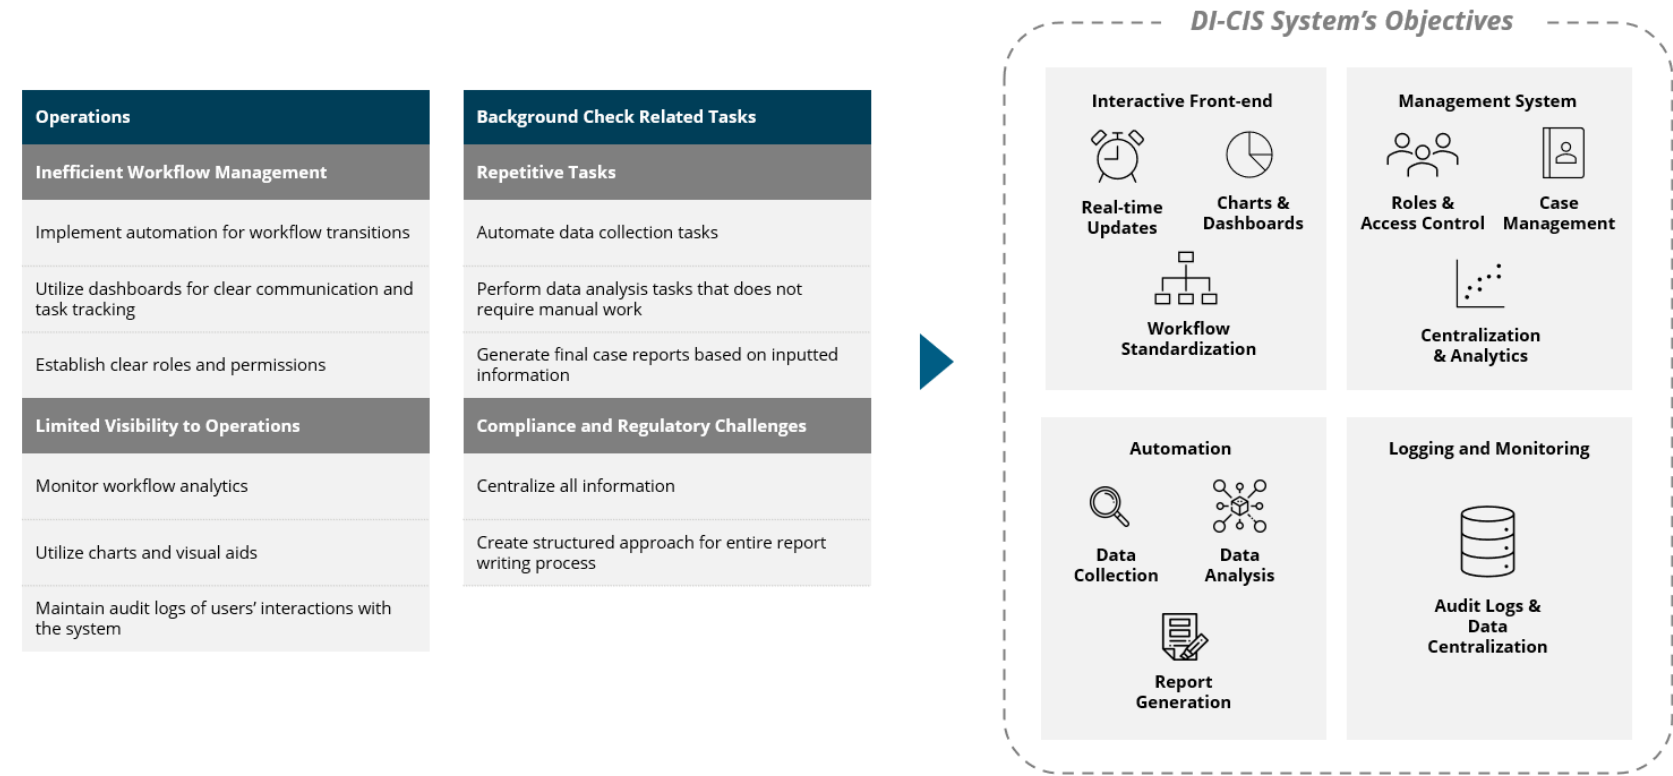 DI-CIS System’s Objectives
Operations
Inefficient Workflow Management
Implement automation for workflow transitions
Utilize dashboards for clear communication and
task tracking
Establish clear roles and permissions
Limited Visibility to Operations
Monitor workflow analytics
Utilize charts and visual aids
Maintain audit logs of users’ interactions with
the system
Background Check Related Tasks
Repetitive Tasks
Automate data collection tasks
Perform data analysis tasks that does not
require manual work
Generate final case reports based on inputted
information
Compliance and Regulatory Challenges
Centralize all information
Create structured approach for entire report
writing process
Interactive Front-end
Real-time
Updates
Charts &
Dashboards
Workflow
Standardization
Management System
Roles &
Access Control
Case
Management
Centralization
& Analytics
Automation
Data
Collection
Data
Analysis
Report
Generation
Logging and Monitoring
Audit Logs &
Data
Centralization